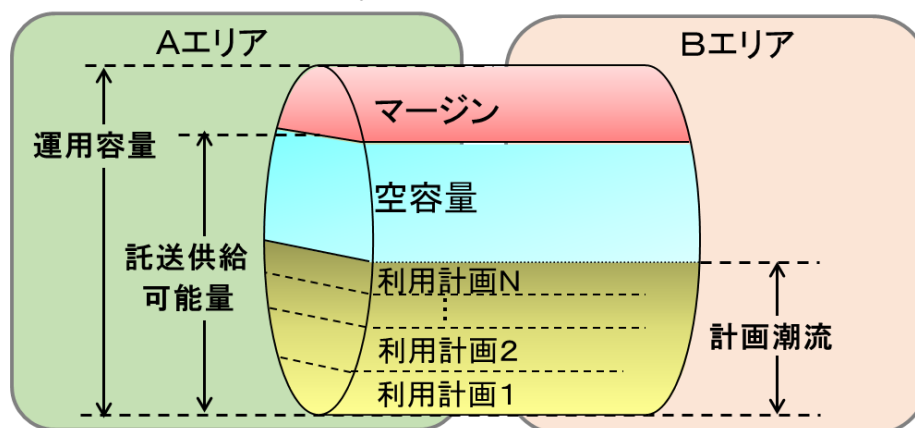 Aエリア
Bエリア
マージン
運用容量
空容量
託送供給
可能量
利用計画N
⋮
計画潮流
利用計画2
利用計画1